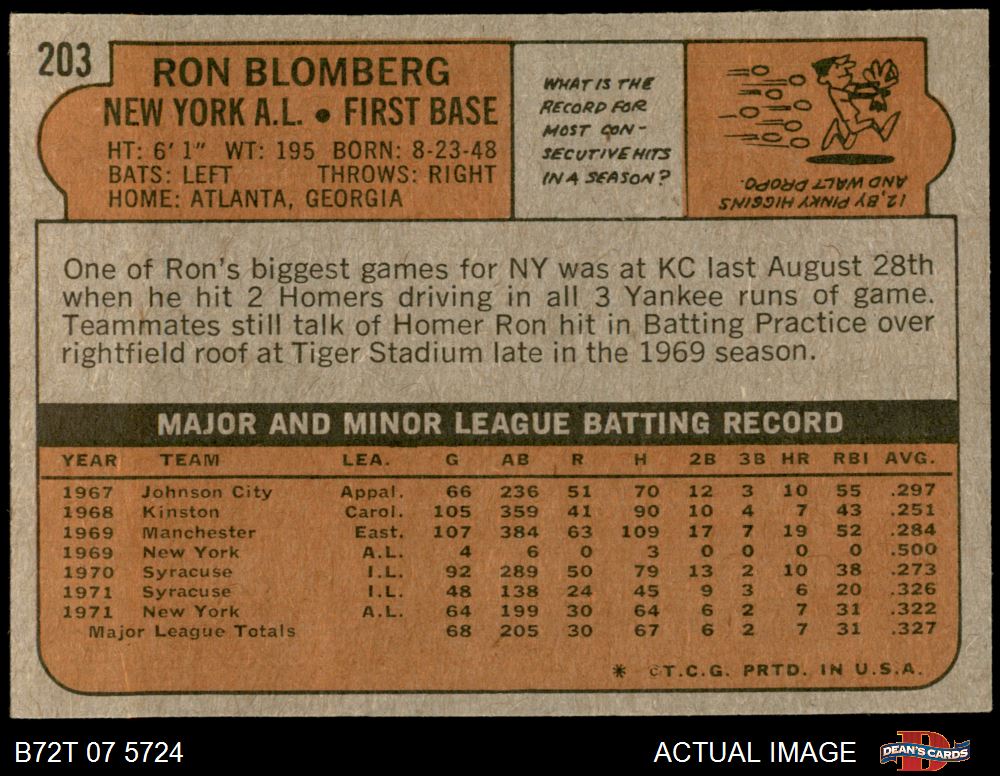 203
RON BLOMBERG
NEW YORK A.L. • FIRST BASE
HT: 6' 1" WT: 195 BORN: 8-23-48
BATS: LEFT THROWS: RIGHT
HOME: ATLANTA, GEORGIA
WHAT IS THE
RECORD FOR
MOST CON-
SECUTIVE HITS
IN A SEASON?
12, BY PINKY HIGGINS
AND WALT DROPO.
One of Ron's biggest games for NY was at KC last August 28th
when he hit 2 Homers driving in all 3 Yankee runs of game.
Teammates still talk of Homer Ron hit in Batting Practice over
rightfield roof at Tiger Stadium late in the 1969 season.
MAJOR AND MINOR LEAGUE BATTING RECORD
YEAR TEAM LEA. G AB R H 2B 3B HR RBI AVG.
1967 Johnson City Appal. 66 236 51 70 12 3 10 55 .297
1968 Kinston Carol. 105 359 41 90 10 4 7 43 .251
1969 Manchester East. 107 384 63 109 17 7 19 52 .284
1969 New York A.L. 4 6 0 3 0 0 0 0 .500
1970 Syracuse I.L. 92 289 50 79 13 2 10 38 .273
1971 Syracuse I.L. 48 138 24 45 9 3 6 20 .326
1971 New York A.L. 64 199 30 64 6 2 7 31 .322
Major League Totals 68 205 30 67 6 2 7 31 .327
* ©T.C.G. PRTD. IN U.S.A.
B72T 07 5724
ACTUAL IMAGE
DEAN'S CARDS